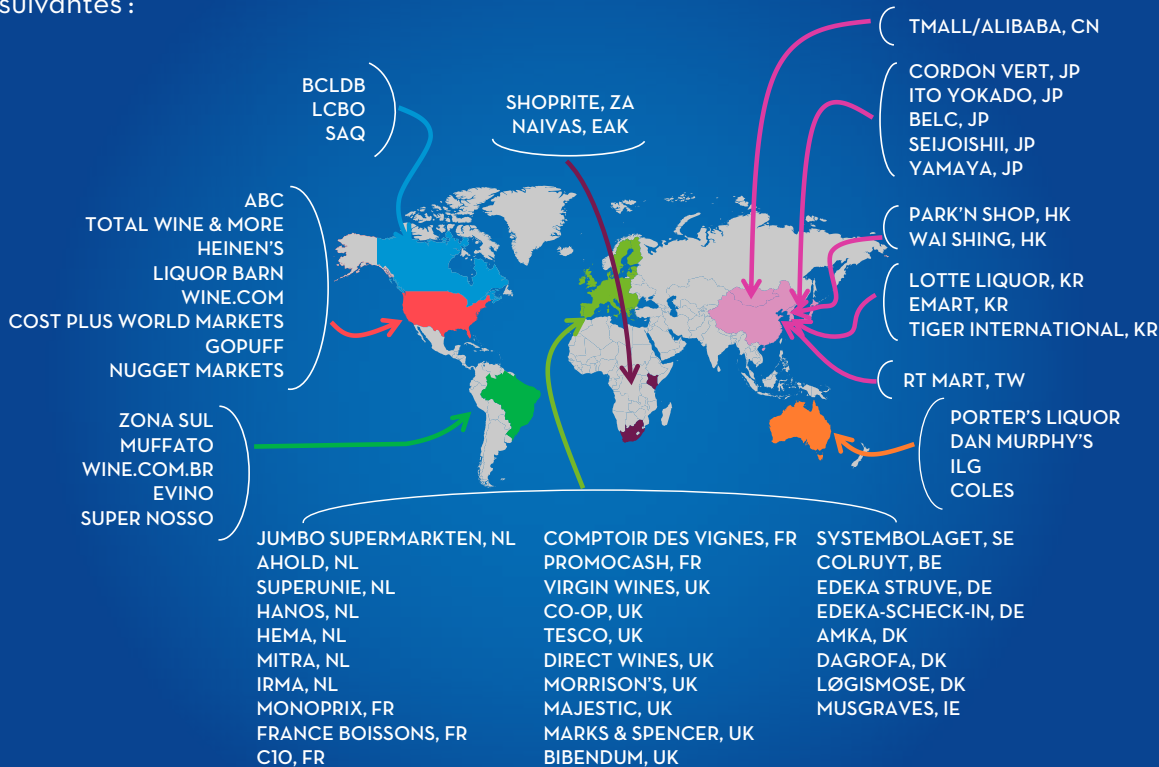 suivantes :
TMALL/ALIBABA, CN
CORDON VERT, JP
ITO YOKADO, JP
BELC, JP
SEIJOISHII, JP
YAMAYA, JP
BCLDB
LCBO
SAQ
SHOPRITE, ZA
NAIVAS, EAK
ABC
TOTAL WINE & MORE
HEINEN'S
LIQUOR BARN
WINE.COM
COST PLUS WORLD MARKETS
GOPUFF
NUGGET MARKETS
PARK'N SHOP, HK
WAI SHING, HK
LOTTE LIQUOR, KR
EMART, KR
TIGER INTERNATIONAL, KR
RT MART, TW
ZONA SUL
MUFFATO
WINE.COM.BR
EVINO
SUPER NOSSO
PORTER'S LIQUOR
DAN MURPHY'S
ILG
COLES
JUMBO SUPERMARKTEN, NL
AHOLD, NL
SUPERUNIE, NL
HANOS, NL
HEMA, NL
MITRA, NL
IRMA, NL
MONOPRIX, FR
FRANCE BOISSONS, FR
C10, FR
COMPTOIR DES VIGNES, FR
PROMOCASH, FR
VIRGIN WINES, UK
CO-OP, UK
TESCO, UK
DIRECT WINES, UK
MORRISON'S, UK
MAJESTIC, UK
MARKS & SPENCER, UK
BIBENDUM, UK
SYSTEMBOLAGET, SE
COLRUYT, BE
EDEKA STRUVE, DE
EDEKA-SCHECK-IN, DE
AMKA, DK
DAGROFA, DK
LØGISMOSE, DK
MUSGRAVES, IE